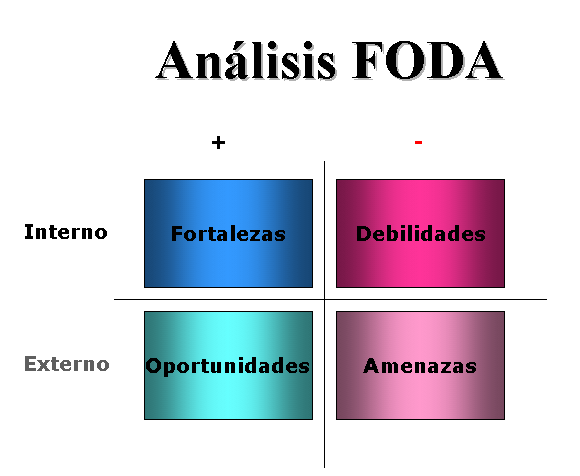 Análisis FODA
+ -
Interno Fortalezas Debilidades
Externo Oportunidades Amenazas